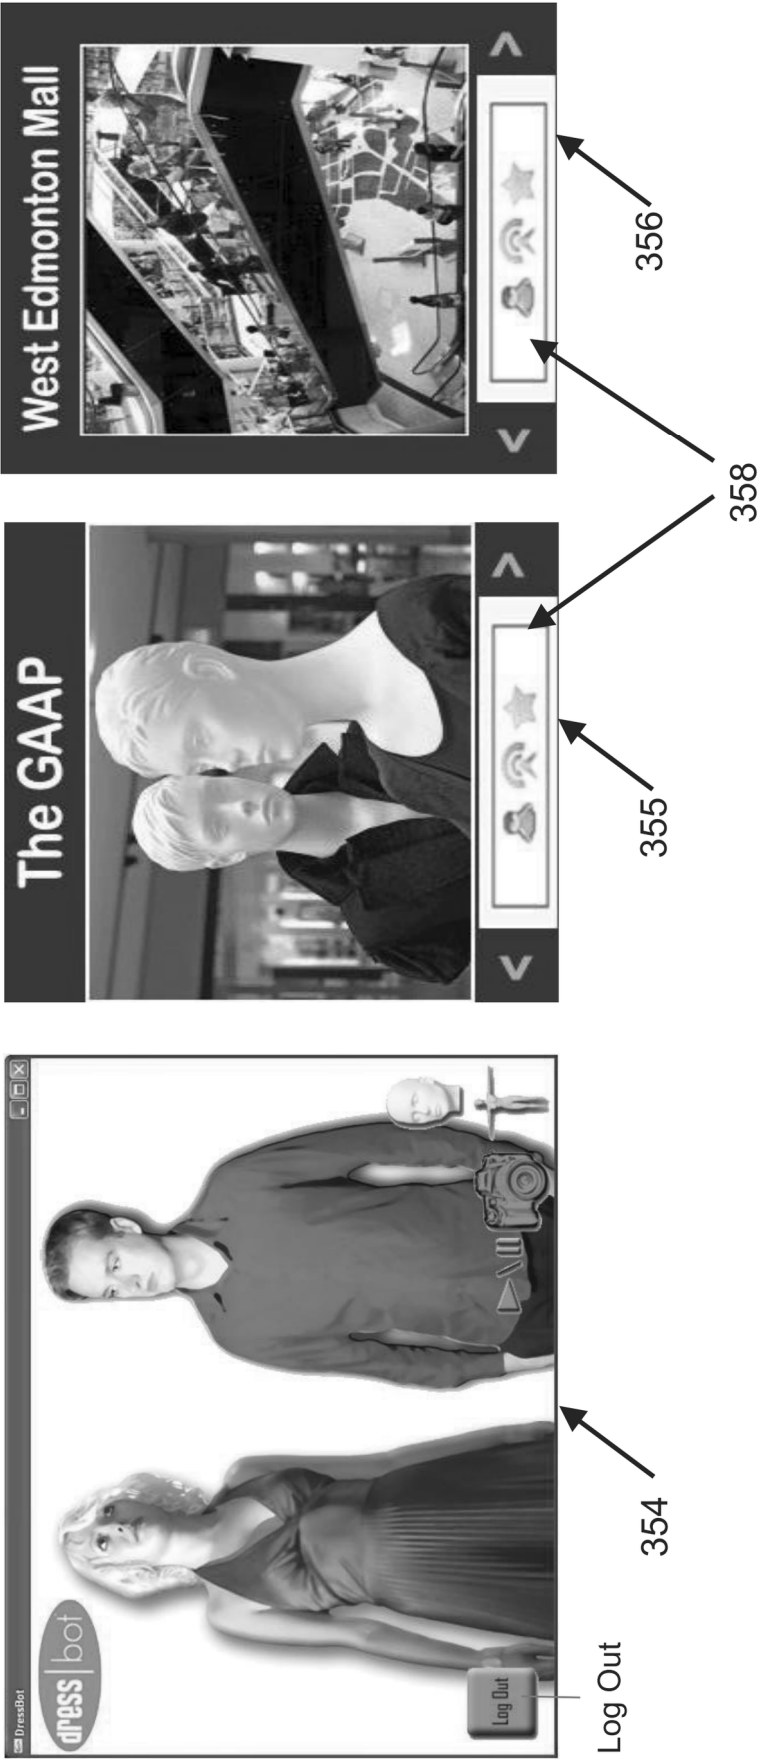 DressBot
dress|bot
Log Out
Log Out
354
The GAAP
355
West Edmonton Mall
356
358